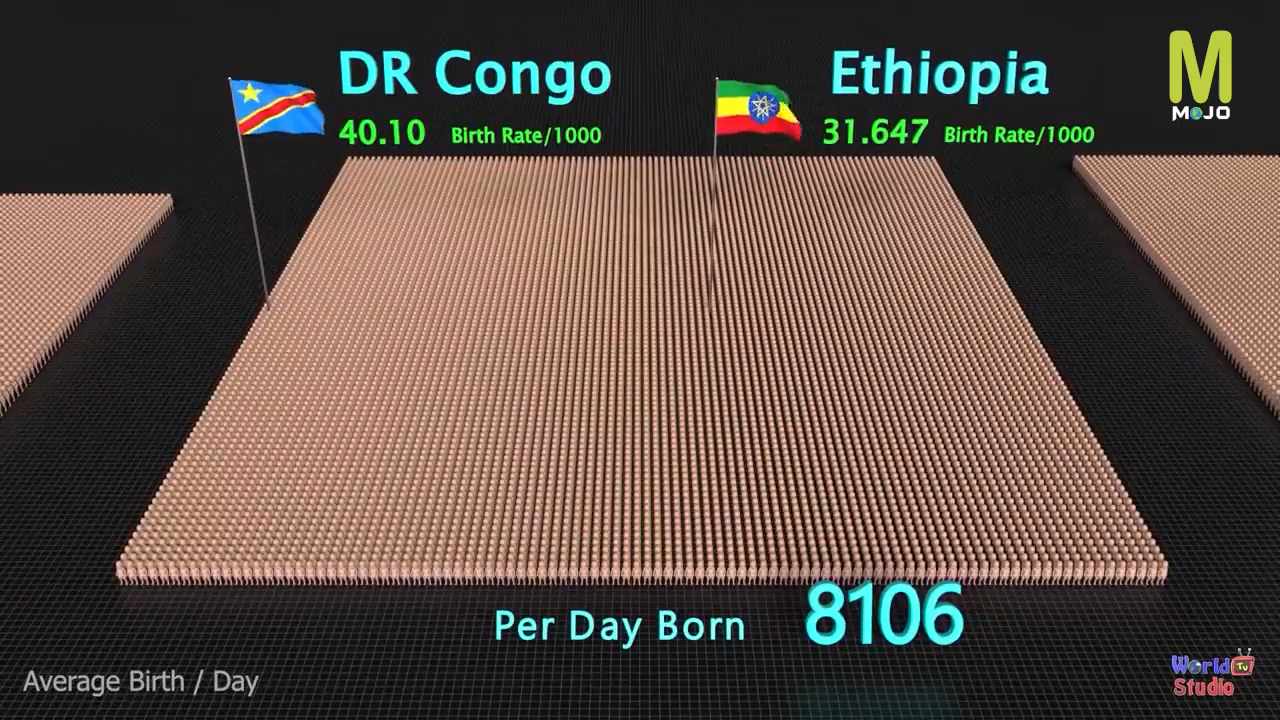 DR Congo
40.10 Birth Rate/1000
Ethiopia
31.647 Birth Rate/1000
M
MOJO
Per Day Born 8106
Average Birth / Day
World TV
Studio